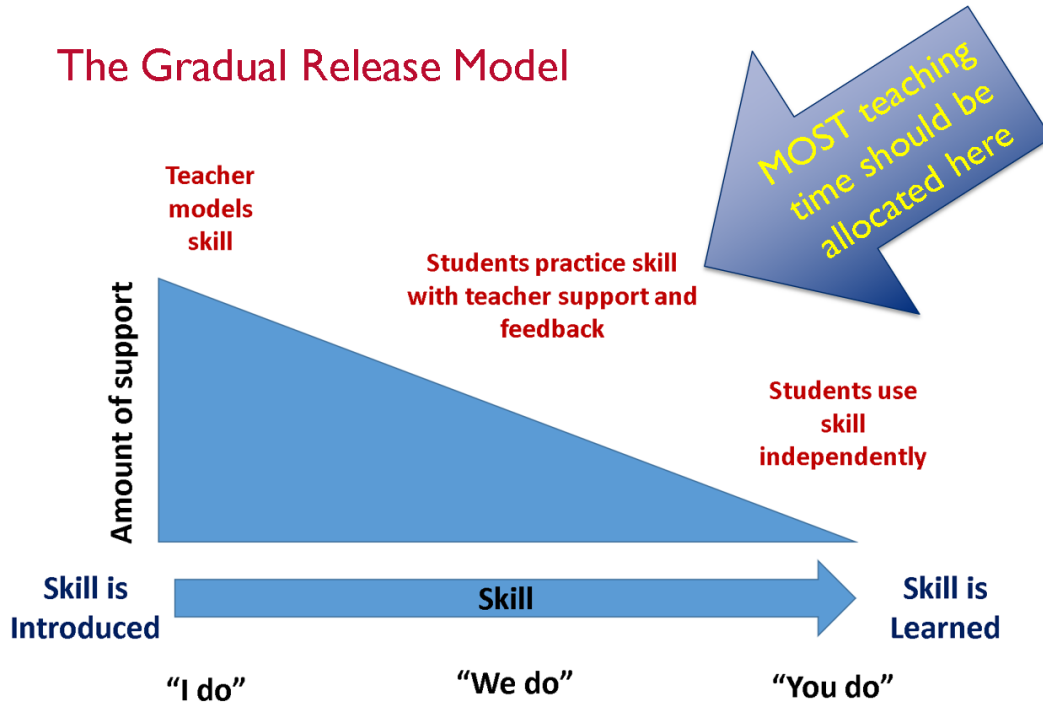 The Gradual Release Model
MOST teaching
time should be
allocated here
Teacher
models
skill
Students practice skill
with teacher support and
feedback
Students use
skill
independently
Amount of support
Skill is
Introduced
Skill
Skill is
Learned
“I do”
“We do”
“You do”